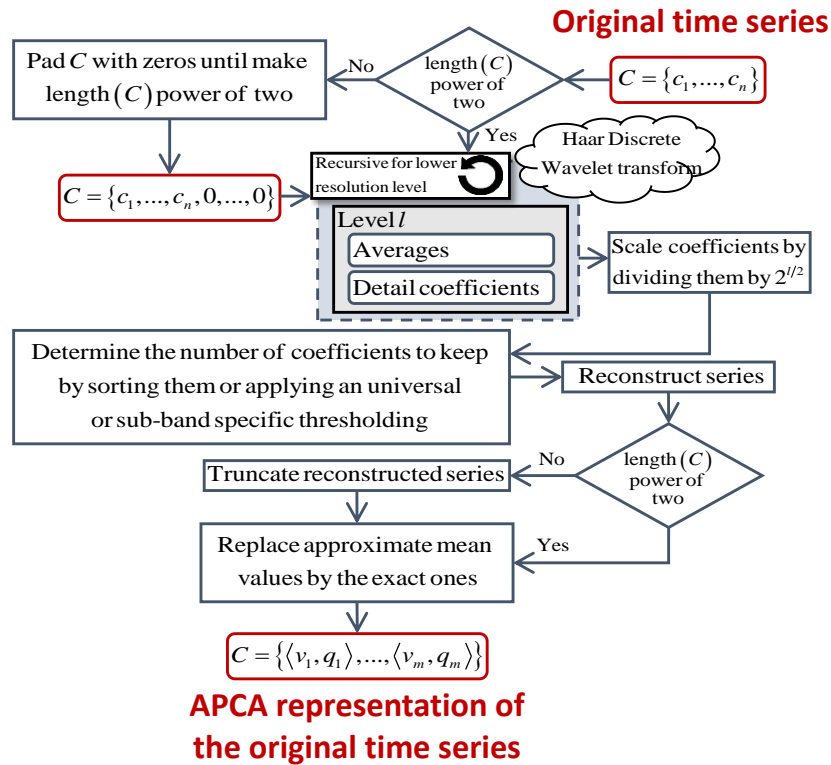 Original time series
Pad C with zeros until make
length(C) power of two
No
length(C)
power of
two
C = {c₁,...,cₙ}
Yes
Haar Discrete
Wavelet transform
Recursive for lower
resolution level
C = {c₁,...,cₙ,0,...,0}
Level l
Averages
Detail coefficients
Scale coefficients by
dividing them by 2^{l/2}
Determine the number of coefficients to keep
by sorting them or applying an universal
or sub-band specific thresholding
Reconstruct series
Truncate reconstructed series
No
length(C)
power of
two
Replace approximate mean
values by the exact ones
Yes
C = {⟨v₁,q₁⟩,...,⟨vₘ,qₘ⟩}
APCA representation of
the original time series